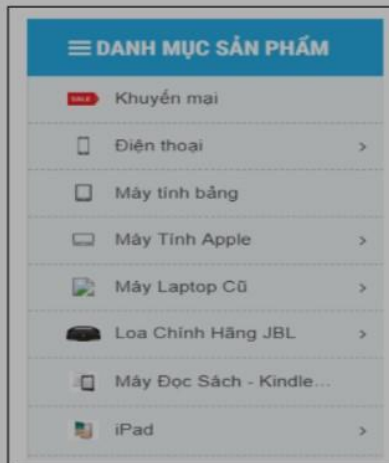 DANH MỤC SẢN PHẨM
SALE Khuyến mại
Điện thoại
Máy tính bảng
Máy Tính Apple
Máy Laptop Cũ
Loa Chính Hãng JBL
Máy Đọc Sách - Kindle...
iPad